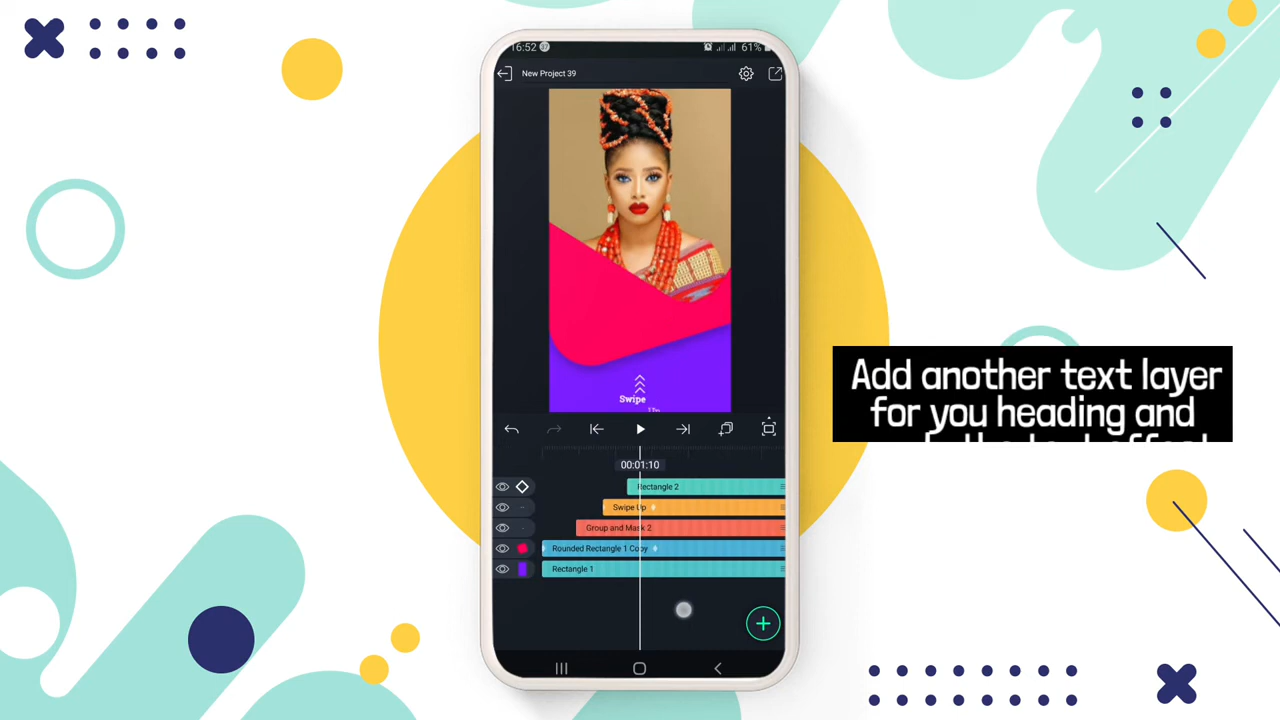 16:52
61%
New Project 39
Swipe
00:01:10
Rectangle 2
Swipe Up
Group and Mask 2
Rounded Rectangle 1 Copy
Rectangle 1
Add another text layer
for you heading and